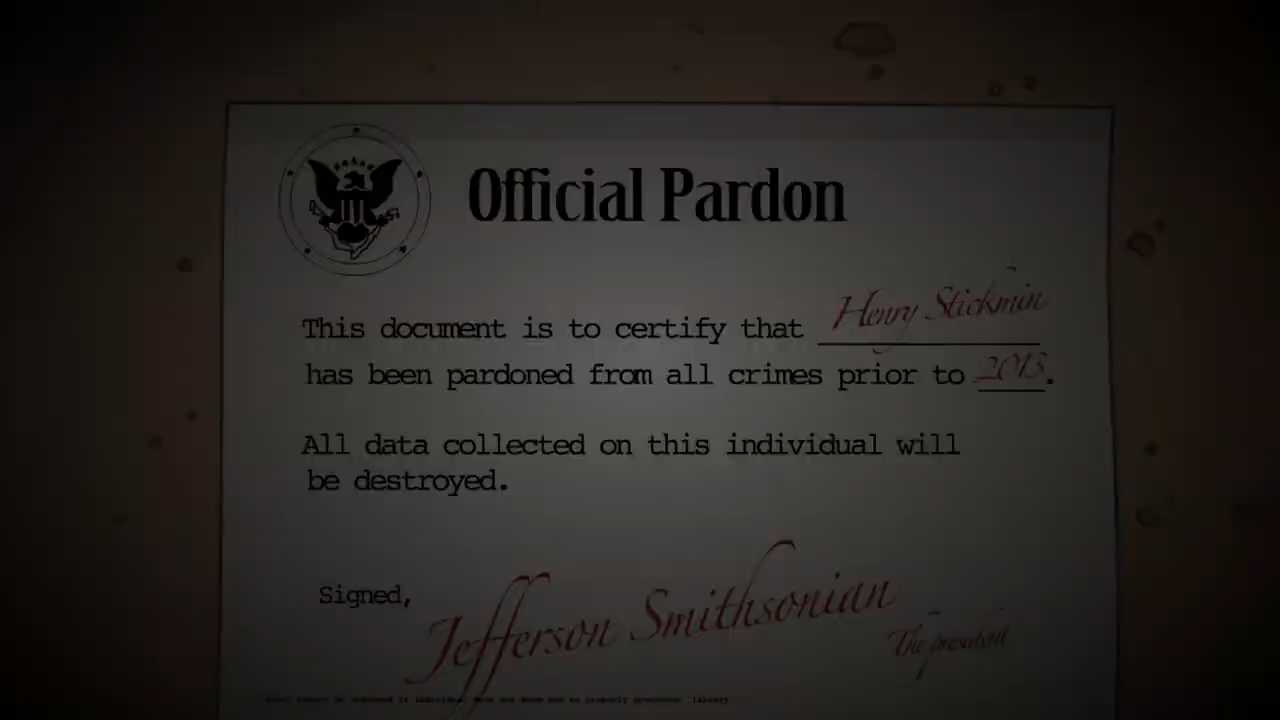 Official Pardon
This document is to certify that Henry Stickmin
has been pardoned from all crimes prior to 2013.
All data collected on this individual will
be destroyed.
Signed,
Jefferson Smithsonian
The president